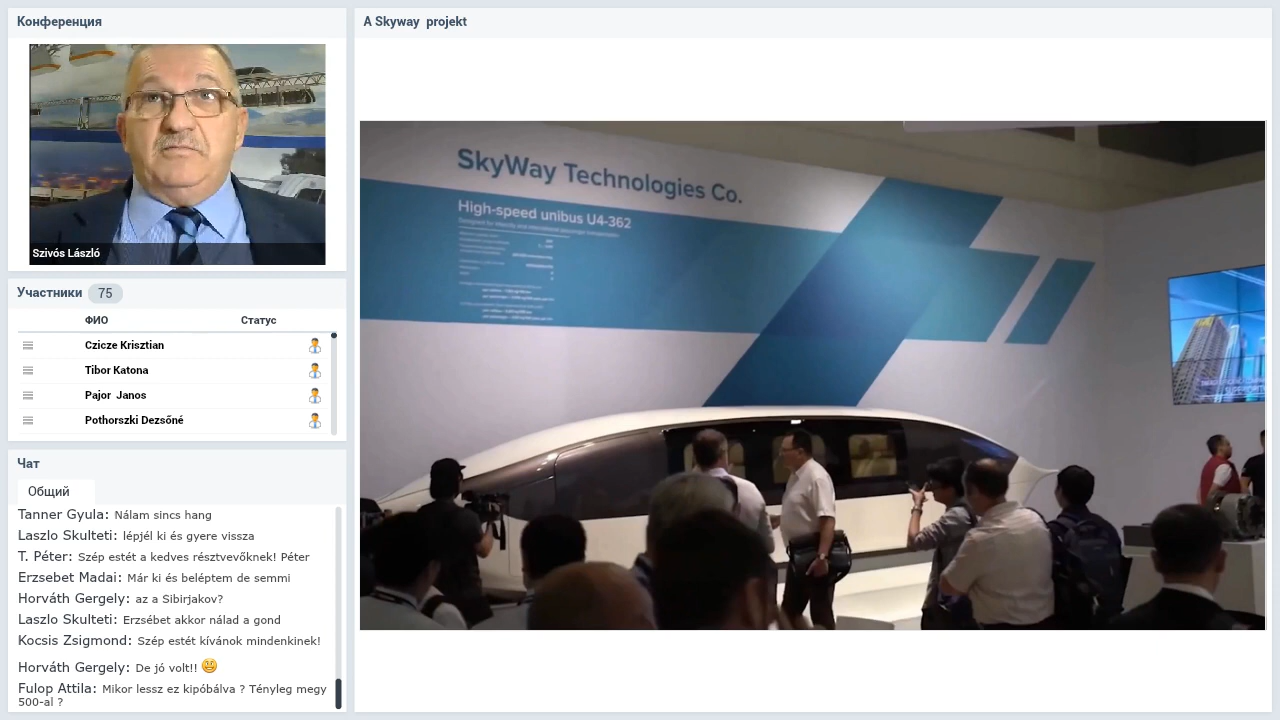 Конференция
Szivós László
Участники 75
ФИО Статус
Czicze Krisztian
Tibor Katona
Pajor Janos
Pothorszki Dezsőné
Чат
Общий
Tanner Gyula: Nálam sincs hang
Laszlo Skulteti: lépjél ki és gyere vissza
T. Péter: Szép estét a kedves résztvevőknek! Péter
Erzsebet Madai: Már ki és beléptem de semmi
Horváth Gergely: az a Sibirjakov?
Laszlo Skulteti: Erzsébet akkor nálad a gond
Kocsis Zsigmond: Szép estét kívánok mindenkinek!
Horváth Gergely: De jó volt!!
Fulop Attila: Mikor lessz ez kipóbálva ? Tényleg megy
500-al ?
A Skyway projekt
SkyWay Technologies Co.
High-speed unibus U4-362